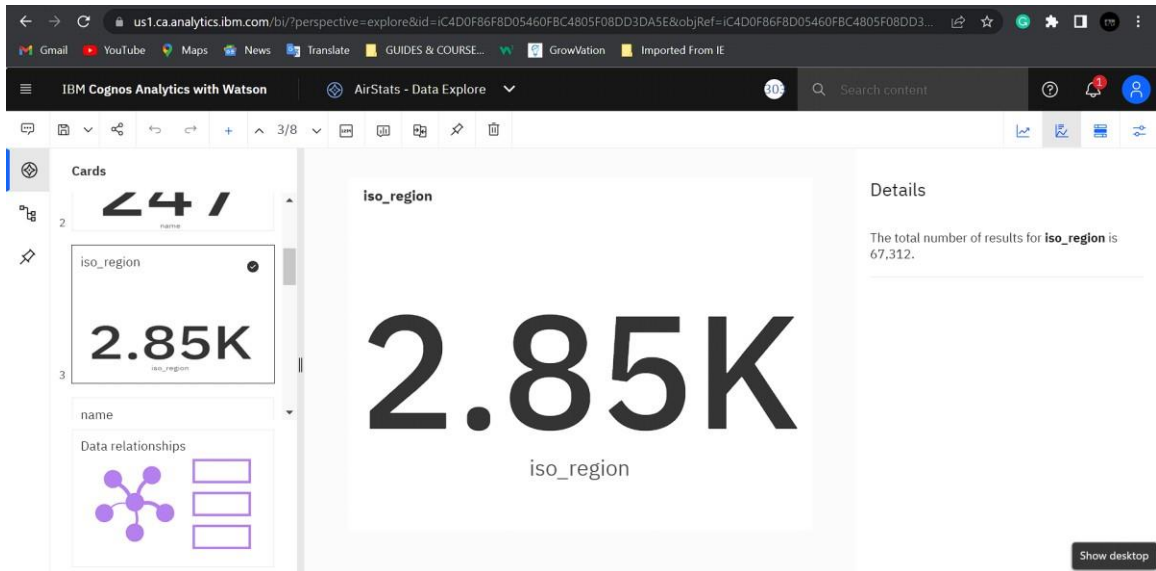 us1.ca.analytics.ibm.com/bi/?perspective=explore&id=iC4D0F86F8D05460FBC4805F08DD3DA5E&objRef=iC4D0F86F8D05460FBC4805F08DD3...
Gmail YouTube Maps News Translate GUIDES & COURSE... GrowVation Imported From IE
IBM Cognos Analytics with Watson AirStats - Data Explore 303 Search content 1
3/8
Cards
247
name
2
iso_region
2.85K
iso_region
3
name
Data relationships
iso_region
2.85K
iso_region
Details
The total number of results for iso_region is
67,312.
Show desktop